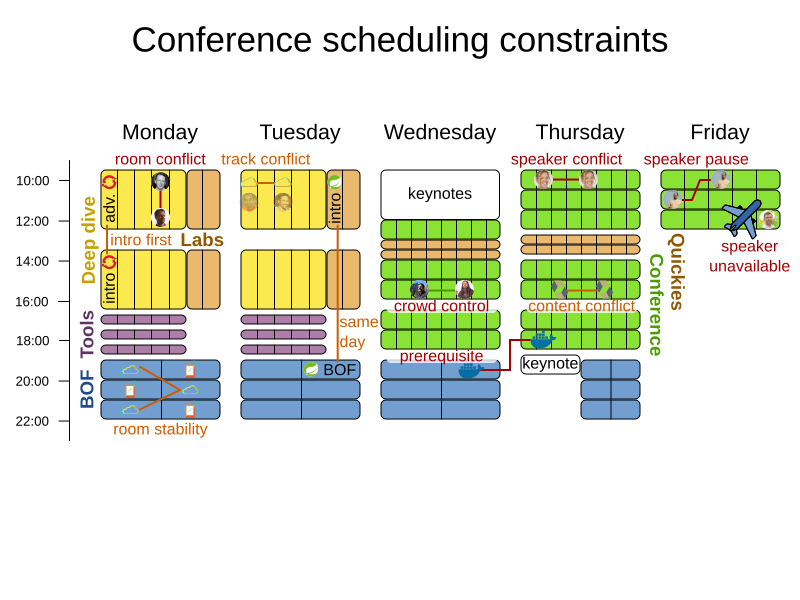 Conference scheduling constraints
Monday
Tuesday
Wednesday
Thursday
Friday
room conflict
track conflict
speaker conflict
speaker pause
10:00
12:00
14:00
16:00
18:00
20:00
22:00
Deep dive
Tools
BOF
adv.
intro
intro first
Labs
intro
keynotes
same
day
BOF
crowd control
content conflict
prerequisite
keynote
room stability
Conference
Quickies
speaker
unavailable